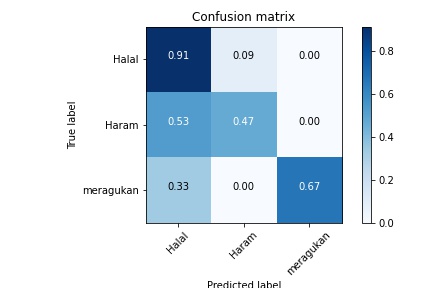 Confusion matrix
Halal 0.91 0.09 0.00
Haram 0.53 0.47 0.00
meragukan 0.33 0.00 0.67
True label
Halal Haram meragukan
Predicted label
0.8
0.6
0.4
0.2
0.0